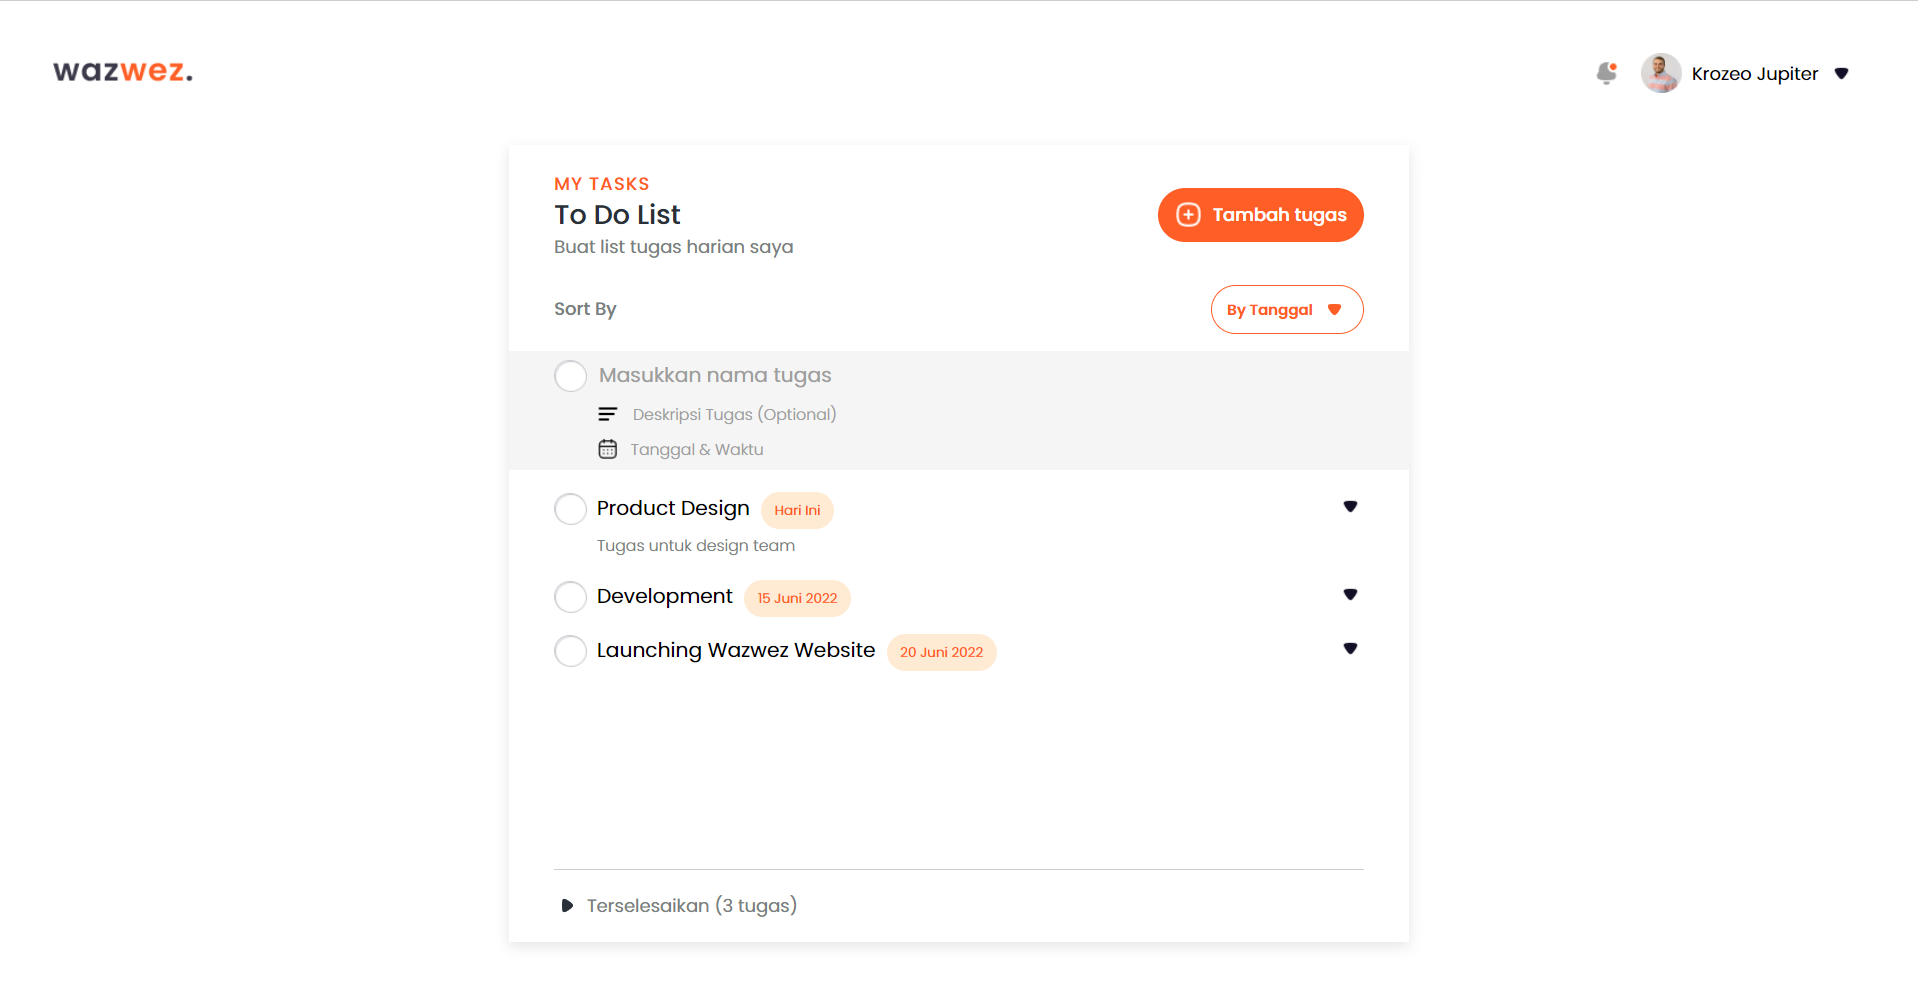 wazwez.
Krozeo Jupiter
MY TASKS
To Do List
Buat list tugas harian saya
Tambah tugas
Sort By
By Tanggal
Masukkan nama tugas
Deskripsi Tugas (Optional)
Tanggal & Waktu
Product Design Hari Ini
Tugas untuk design team
Development 15 Juni 2022
Launching Wazwez Website 20 Juni 2022
Terselesaikan (3 tugas)